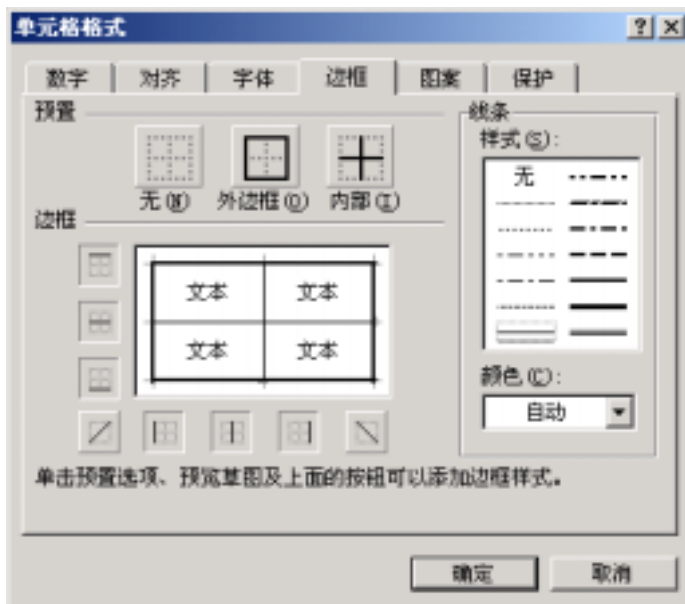 单元格格式
数字 对齐 字体 边框 图案 保护
预置
无(N) 外边框(O) 内部(I)
边框
文本 文本
文本 文本
线条
样式(S):
无
颜色(C):
自动
单击预置选项、预览草图及上面的按钮可以添加边框样式。
确定 取消